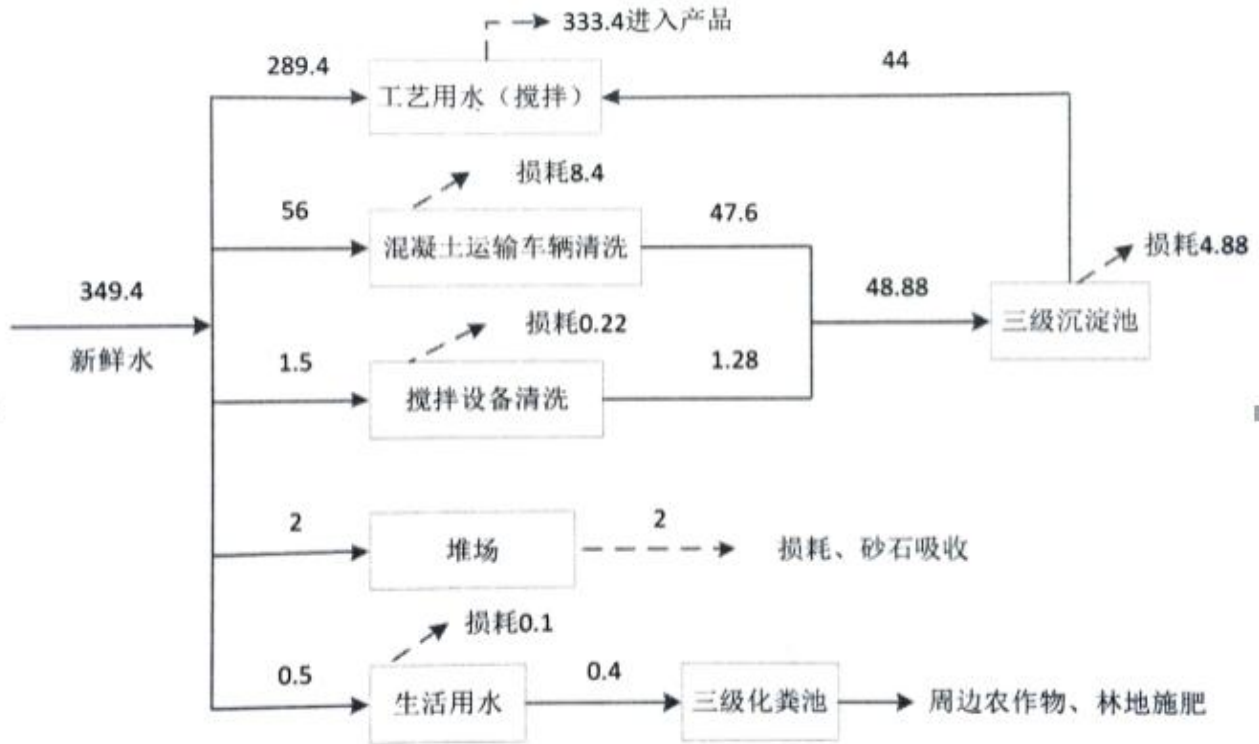 333.4进入产品
289.4
工艺用水（搅拌）
44
损耗8.4
56
混凝土运输车辆清洗
47.6
损耗4.88
349.4
新鲜水
48.88
三级沉淀池
损耗0.22
1.5
搅拌设备清洗
1.28
2
堆场
2
损耗、砂石吸收
损耗0.1
0.5
生活用水
0.4
三级化粪池
周边农作物、林地施肥